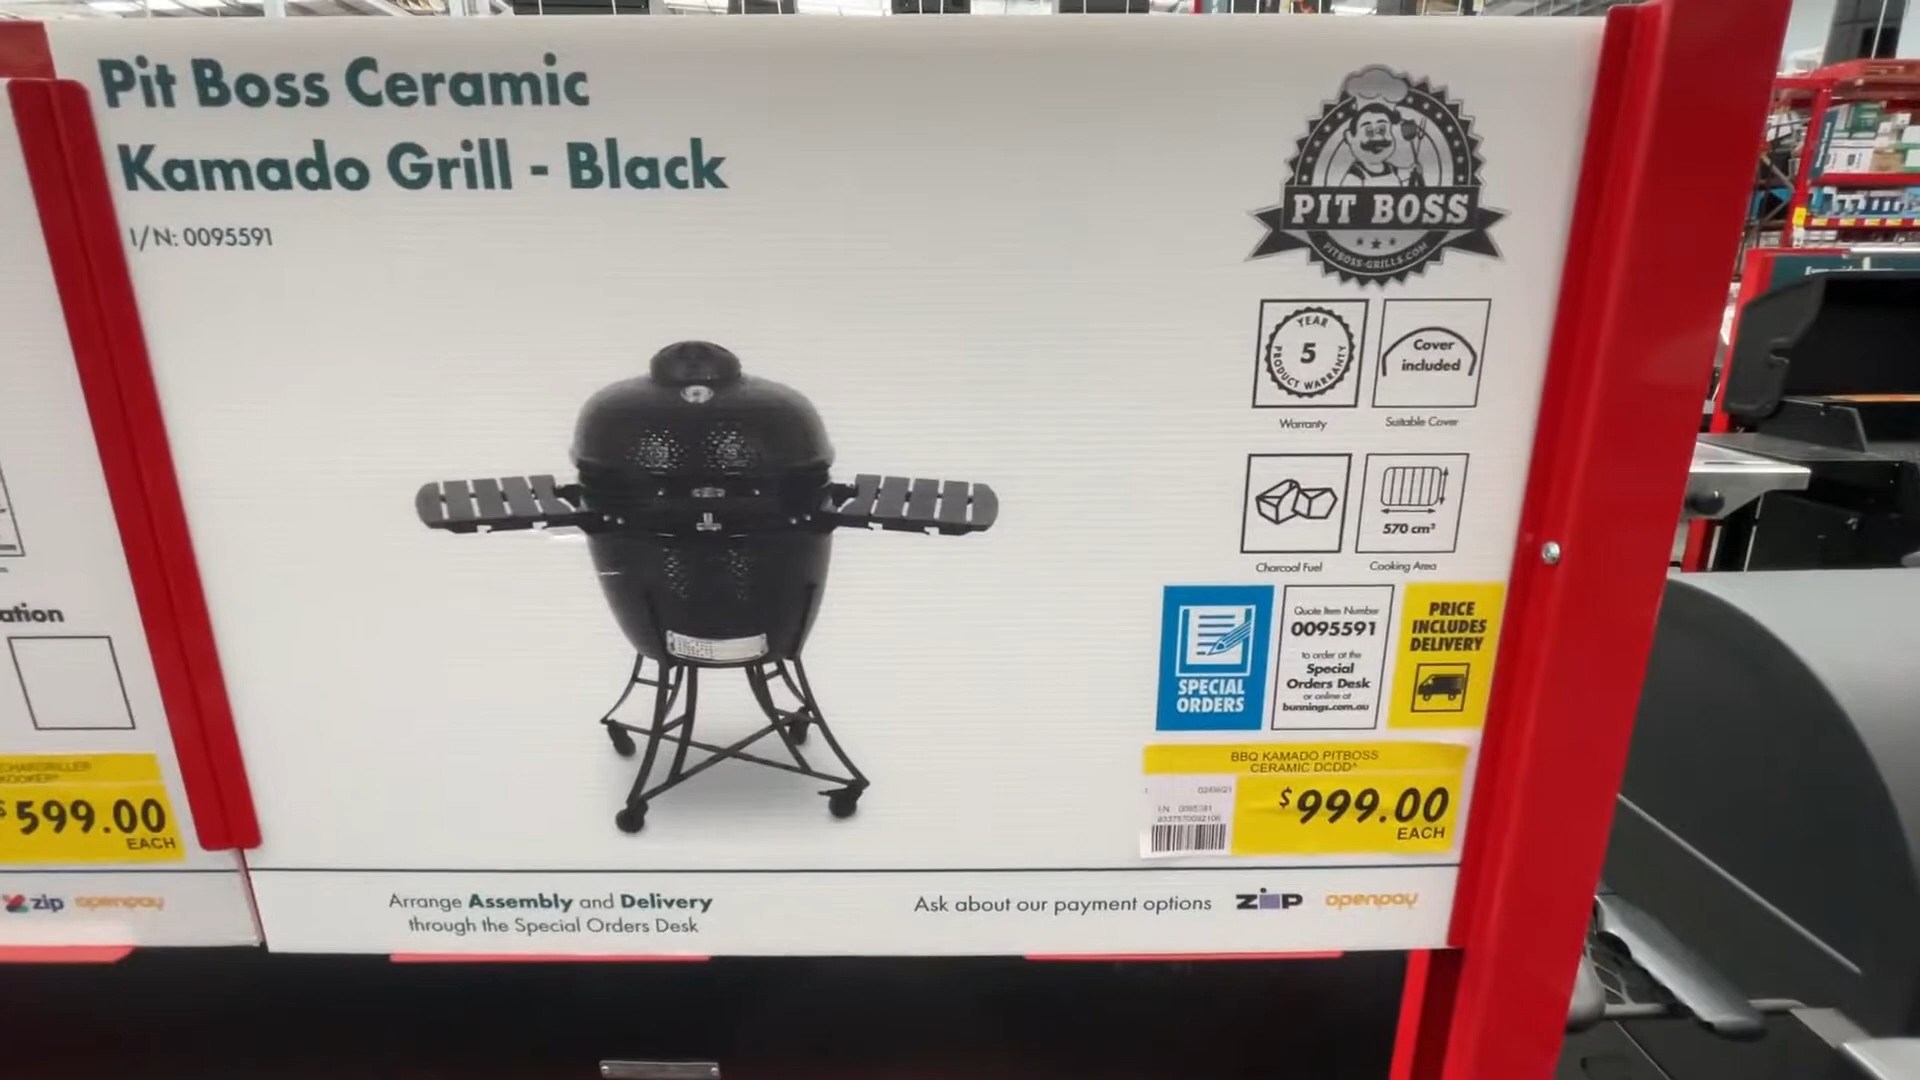 Pit Boss Ceramic
Kamado Grill - Black
I/N: 0095591
PIT BOSS
PITBOSS-GRILLS.COM
YEAR
5
PRODUCT WARRANTY
Warranty
Cover
included
Suitable Cover
Charcoal Fuel
570 cm²
Cooking Area
SPECIAL
ORDERS
Quote Item Number
0095591
to order at the
Special
Orders Desk
or online at
bunnings.com.au
PRICE
INCLUDES
DELIVERY
BBQ KAMADO PITBOSS
CERAMIC DCDD^
$999.00
EACH
Arrange Assembly and Delivery
through the Special Orders Desk
Ask about our payment options
zip openpay
ation
$599.00
EACH
zip openpay